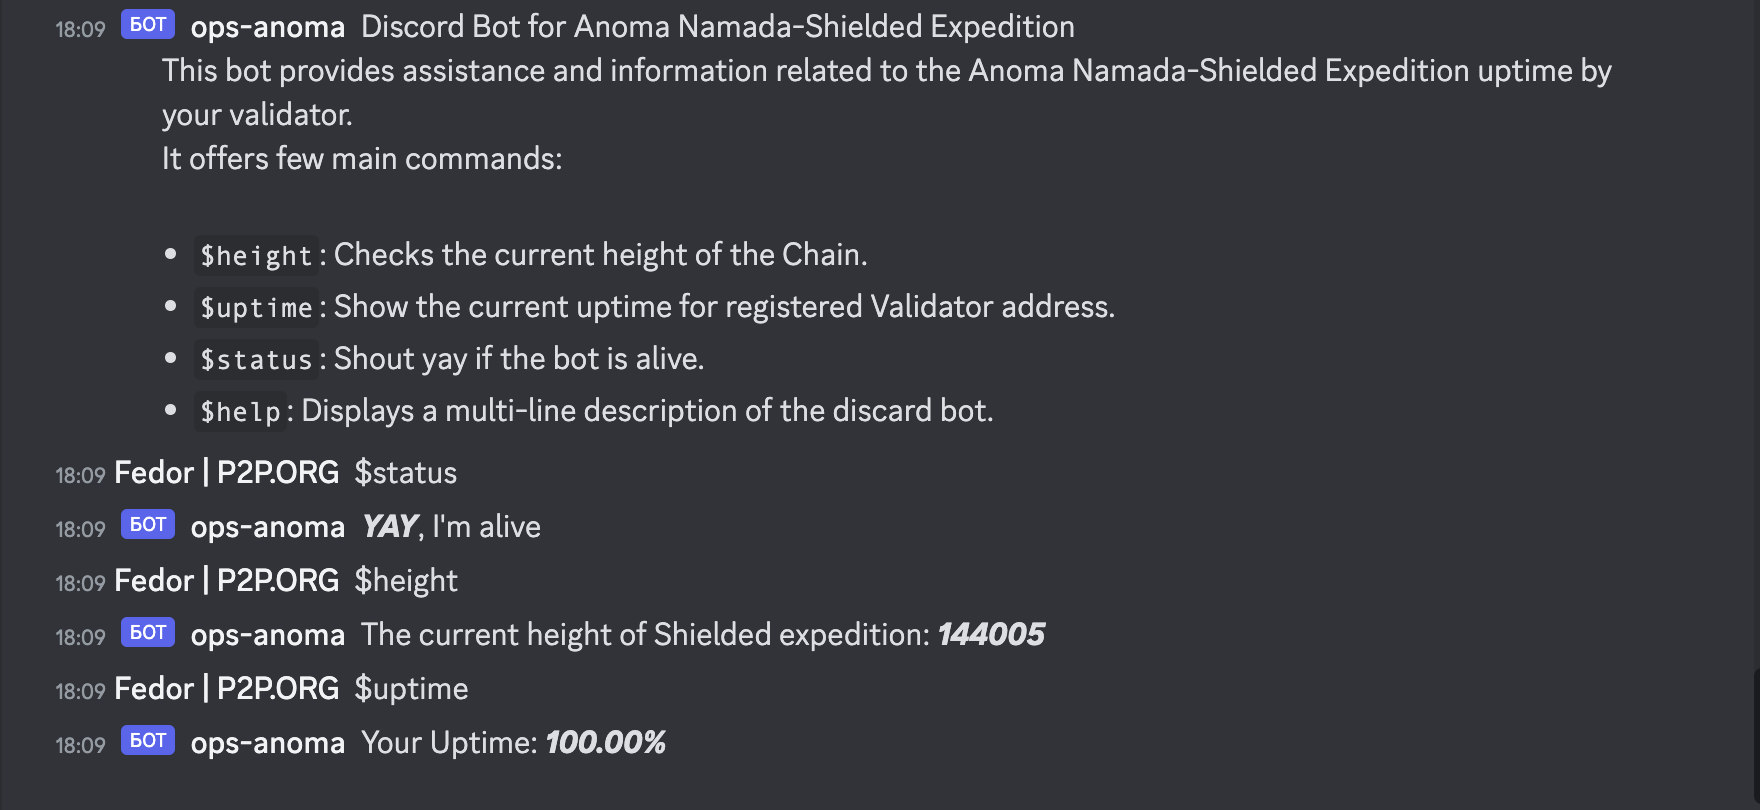 18:09 БОТ ops-anoma Discord Bot for Anoma Namada-Shielded Expedition
This bot provides assistance and information related to the Anoma Namada-Shielded Expedition uptime by
your validator.
It offers few main commands:
• $height: Checks the current height of the Chain.
• $uptime: Show the current uptime for registered Validator address.
• $status: Shout yay if the bot is alive.
• $help: Displays a multi-line description of the discard bot.
18:09 Fedor | P2P.ORG $status
18:09 БОТ ops-anoma YAY, I'm alive
18:09 Fedor | P2P.ORG $height
18:09 БОТ ops-anoma The current height of Shielded expedition: 144005
18:09 Fedor | P2P.ORG $uptime
18:09 БОТ ops-anoma Your Uptime: 100.00%